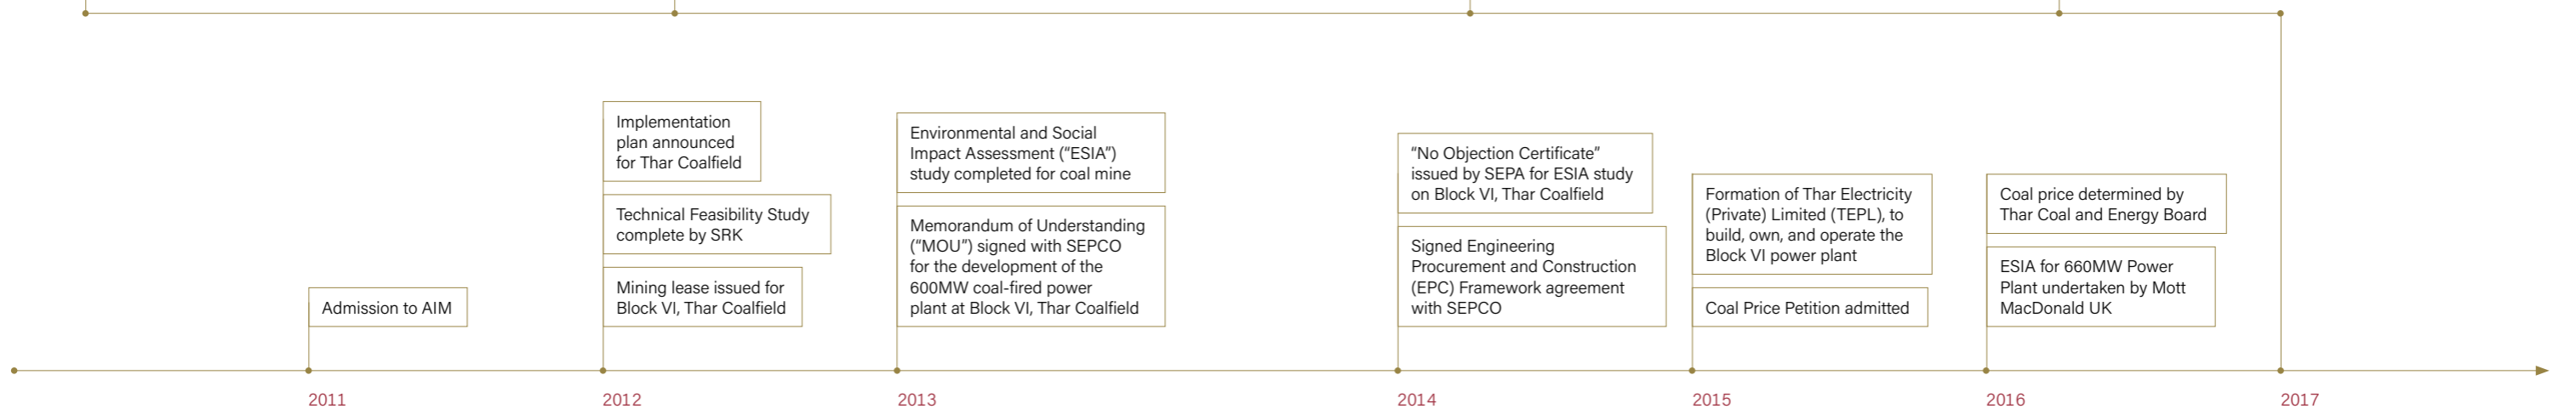 Implementation
plan announced
for Thar Coalfield
Technical Feasibility Study
complete by SRK
Mining lease issued for
Block VI, Thar Coalfield
Admission to AIM
Environmental and Social
Impact Assessment (“ESIA”)
study completed for coal mine
Memorandum of Understanding
(“MOU”) signed with SEPCO
for the development of the
600MW coal-fired power
plant at Block VI, Thar Coalfield
“No Objection Certificate”
issued by SEPA for ESIA study
on Block VI, Thar Coalfield
Signed Engineering
Procurement and Construction
(EPC) Framework agreement
with SEPCO
Formation of Thar Electricity
(Private) Limited (TEPL), to
build, own, and operate the
Block VI power plant
Coal Price Petition admitted
Coal price determined by
Thar Coal and Energy Board
ESIA for 660MW Power
Plant undertaken by Mott
MacDonald UK
2011
2012
2013
2014
2015
2016
2017